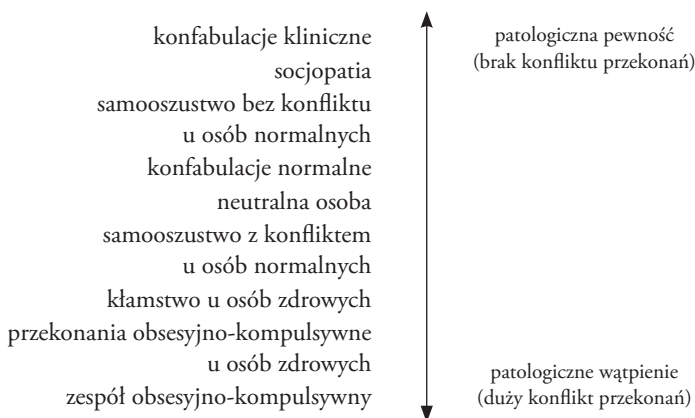 konfabulacje kliniczne
socjopatia
samooszustwo bez konfliktu
u osób normalnych
konfabulacje normalne
neutralna osoba
samooszustwo z konfliktem
u osób normalnych
kłamstwo u osób zdrowych
przekonania obsesyjno-kompulsywne
u osób zdrowych
zespół obsesyjno-kompulsywny
patologiczna pewność
(brak konfliktu przekonań)
patologiczne wątpienie
(duży konflikt przekonań)